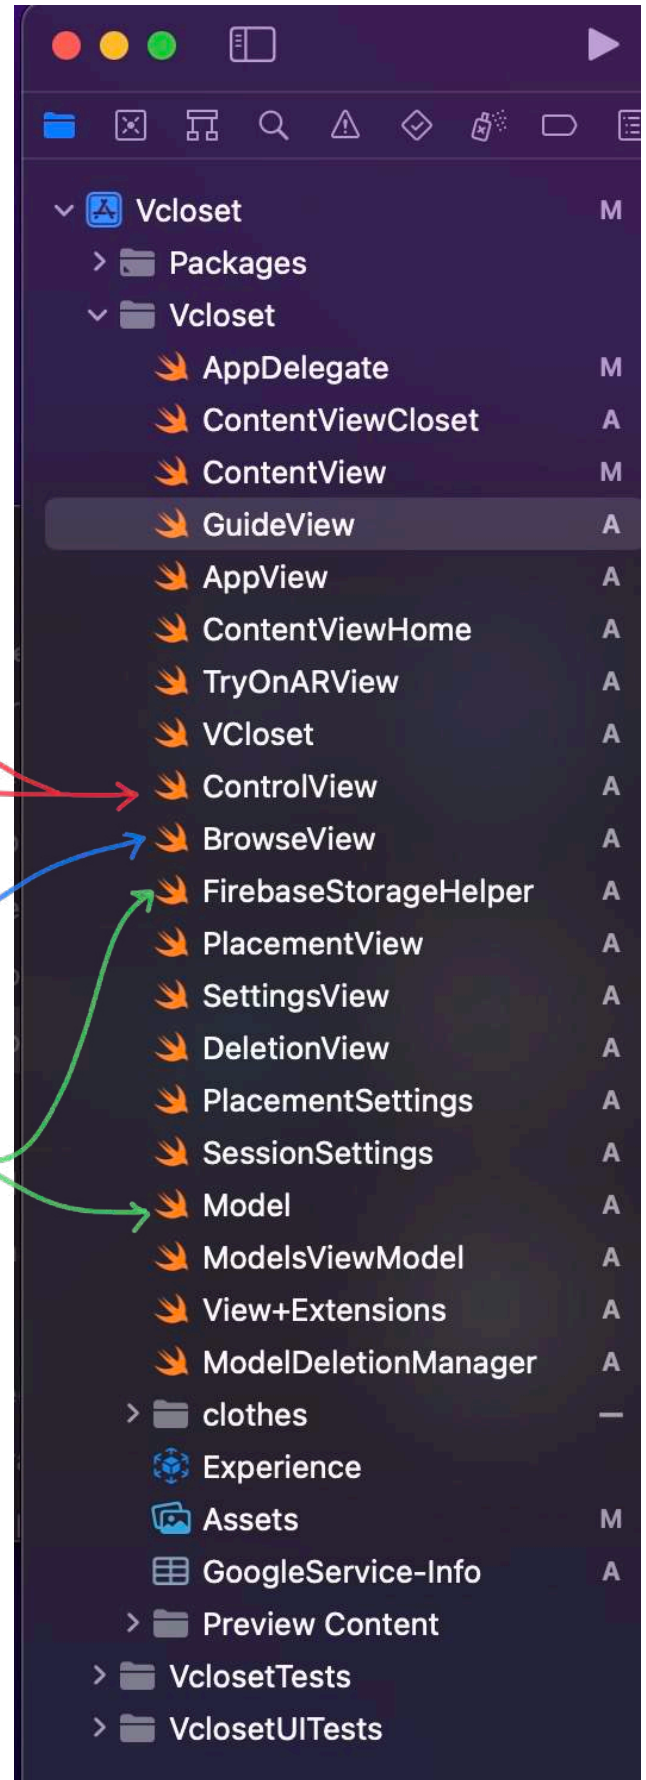 Vcloset M
Packages
Vcloset
AppDelegate M
ContentViewCloset A
ContentView M
GuideView A
AppView A
ContentViewHome A
TryOnARView A
VCloset A
ControlView A
BrowseView A
FirebaseStorageHelper A
PlacementView A
SettingsView A
DeletionView A
PlacementSettings A
SessionSettings A
Model A
ModelsViewModel A
View+Extensions A
ModelDeletionManager A
clothes
Experience
Assets M
GoogleService-Info A
Preview Content
VclosetTests
VclosetUITests